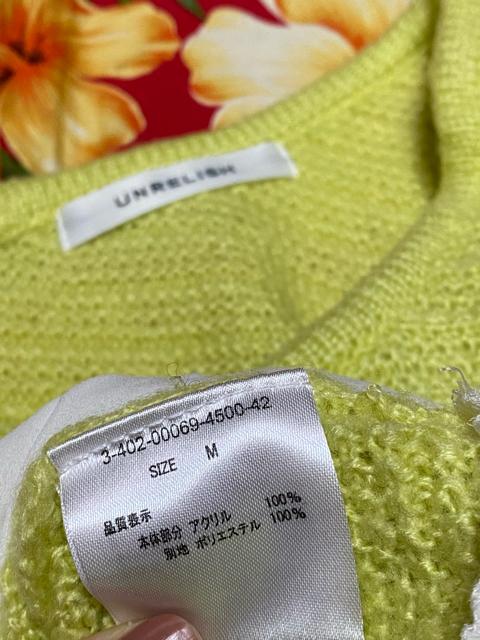 UNRELISH
3-402-00069-4500-42
SIZE M
品質表示
本体部分 アクリル 100%
別地 ポリエステル 100%